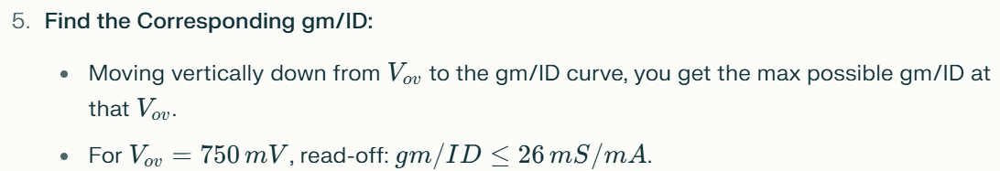 5. Find the Corresponding gm/ID:
• Moving vertically down from V_ov to the gm/ID curve, you get the max possible gm/ID at
that V_ov.
• For V_ov = 750 mV, read-off: gm/ID ≤ 26 mS/mA.